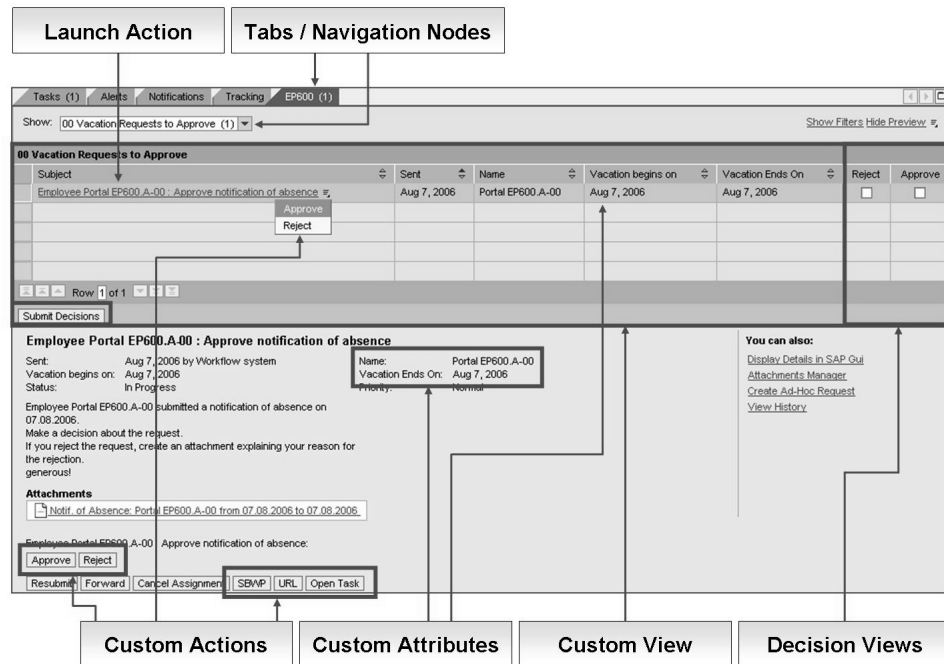 Launch Action
Tabs / Navigation Nodes
Tasks (1) Alerts Notifications Tracking EP600 (1)
Show: 00 Vacation Requests to Approve (1)
Show Filters Hide Preview
00 Vacation Requests to Approve
Subject Sent Name Vacation begins on Vacation Ends On Reject Approve
Employee Portal EP600.A-00 : Approve notification of absence Aug 7, 2006 Portal EP600.A-00 Aug 7, 2006 Aug 7, 2006
Approve
Reject
Row 1 of 1
Submit Decisions
Employee Portal EP600.A-00 : Approve notification of absence
Sent: Aug 7, 2006 by Workflow system
Vacation begins on: Aug 7, 2006
Status: In Progress
Name: Portal EP600.A-00
Vacation Ends On: Aug 7, 2006
Priority: Normal
You can also:
Display Details in SAP Gui
Attachments Manager
Create Ad-Hoc Request
View History
Employee Portal EP600.A-00 submitted a notification of absence on
07.08.2006.
Make a decision about the request.
If you reject the request, create an attachment explaining your reason for
the rejection.
generous!
Attachments
Notif. of Absence: Portal EP600.A-00 from 07.08.2006 to 07.08.2006
Employee Portal EP600.A-00 Approve notification of absence:
Approve Reject
Resubmit Forward Cancel Assignment SBWP URL Open Task
Custom Actions
Custom Attributes
Custom View
Decision Views